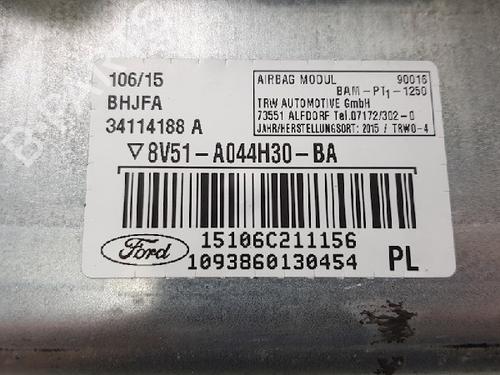 106/15
BHJFA
34114188 A
AIRBAG MODUL 90016
BAM-PT1-1250
TRW AUTOMOTIVE GmbH
73551 ALFDORF Tel.07172/302-0
JAHR/HERSTELLUNGSORT: 2015 / TRWO-4
▽8V51-A044H30-BA
Ford
15106C211156
1093860130454
PL